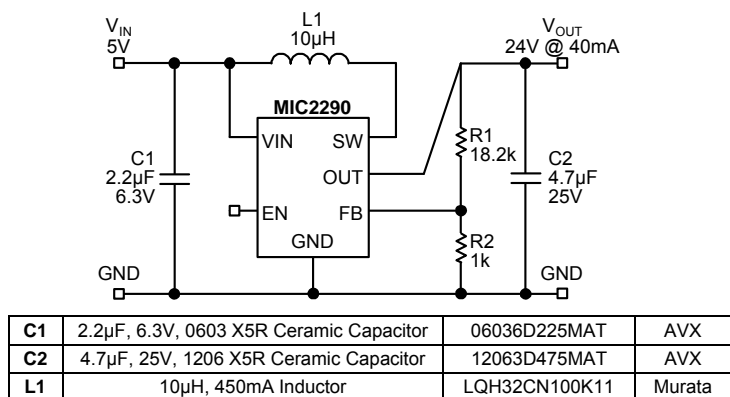 VIN
5V
L1
10µH
VOUT
24V @ 40mA
MIC2290
VIN
SW
OUT
EN
FB
GND
C1
2.2µF
6.3V
R1
18.2k
C2
4.7µF
25V
R2
1k
GND
GND
C1 2.2µF, 6.3V, 0603 X5R Ceramic Capacitor 06036D225MAT AVX
C2 4.7µF, 25V, 1206 X5R Ceramic Capacitor 12063D475MAT AVX
L1 10µH, 450mA Inductor LQH32CN100K11 Murata